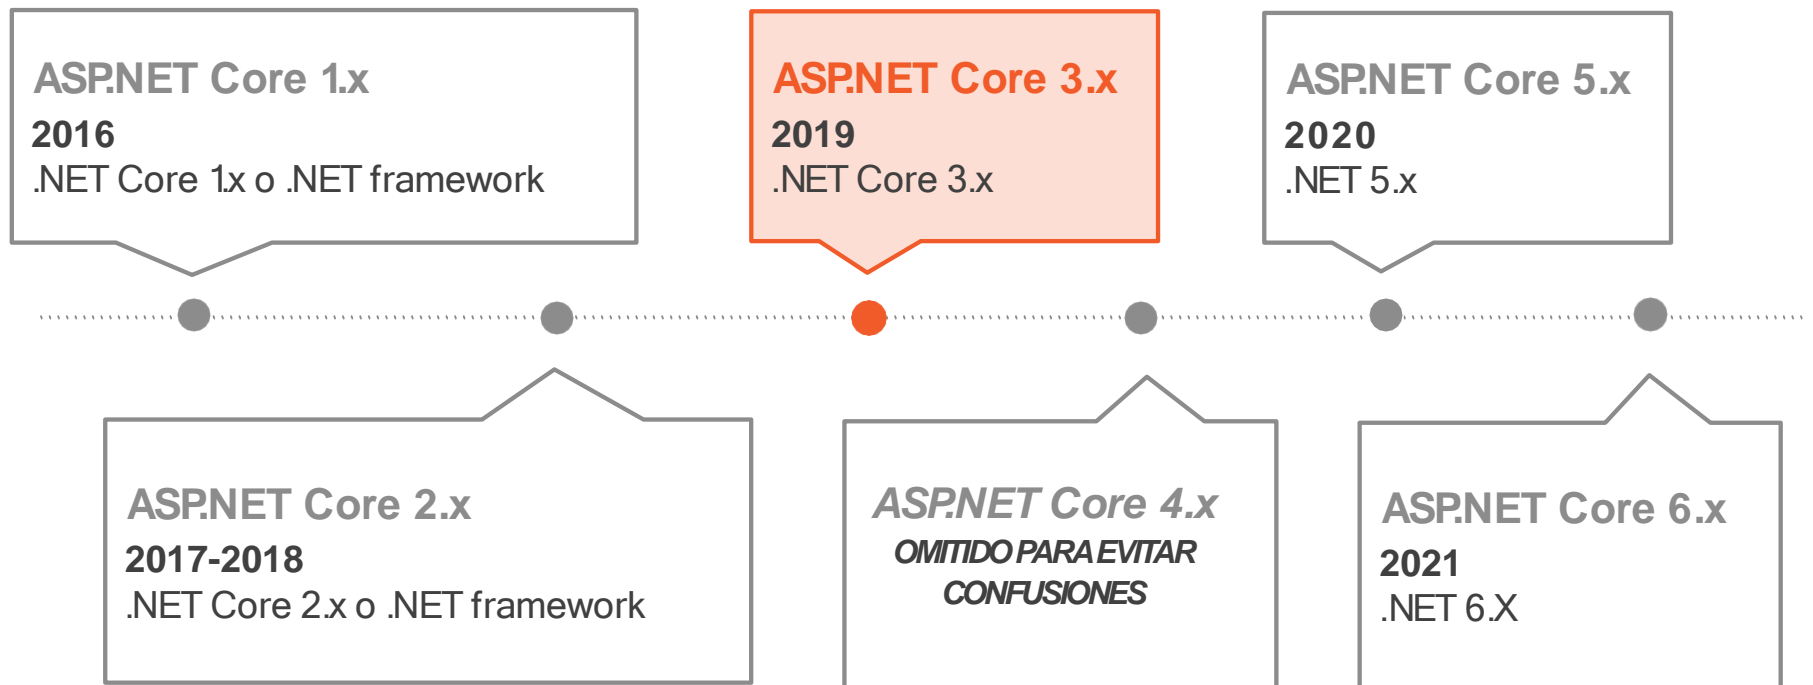 ASP.NET Core 1.x
2016
.NET Core 1.x o .NET framework
ASP.NET Core 3.x
2019
.NET Core 3.x
ASP.NET Core 5.x
2020
.NET 5.x
ASP.NET Core 2.x
2017-2018
.NET Core 2.x o .NET framework
ASP.NET Core 4.x
OMITIDO PARA EVITAR
CONFUSIONES
ASP.NET Core 6.x
2021
.NET 6.X